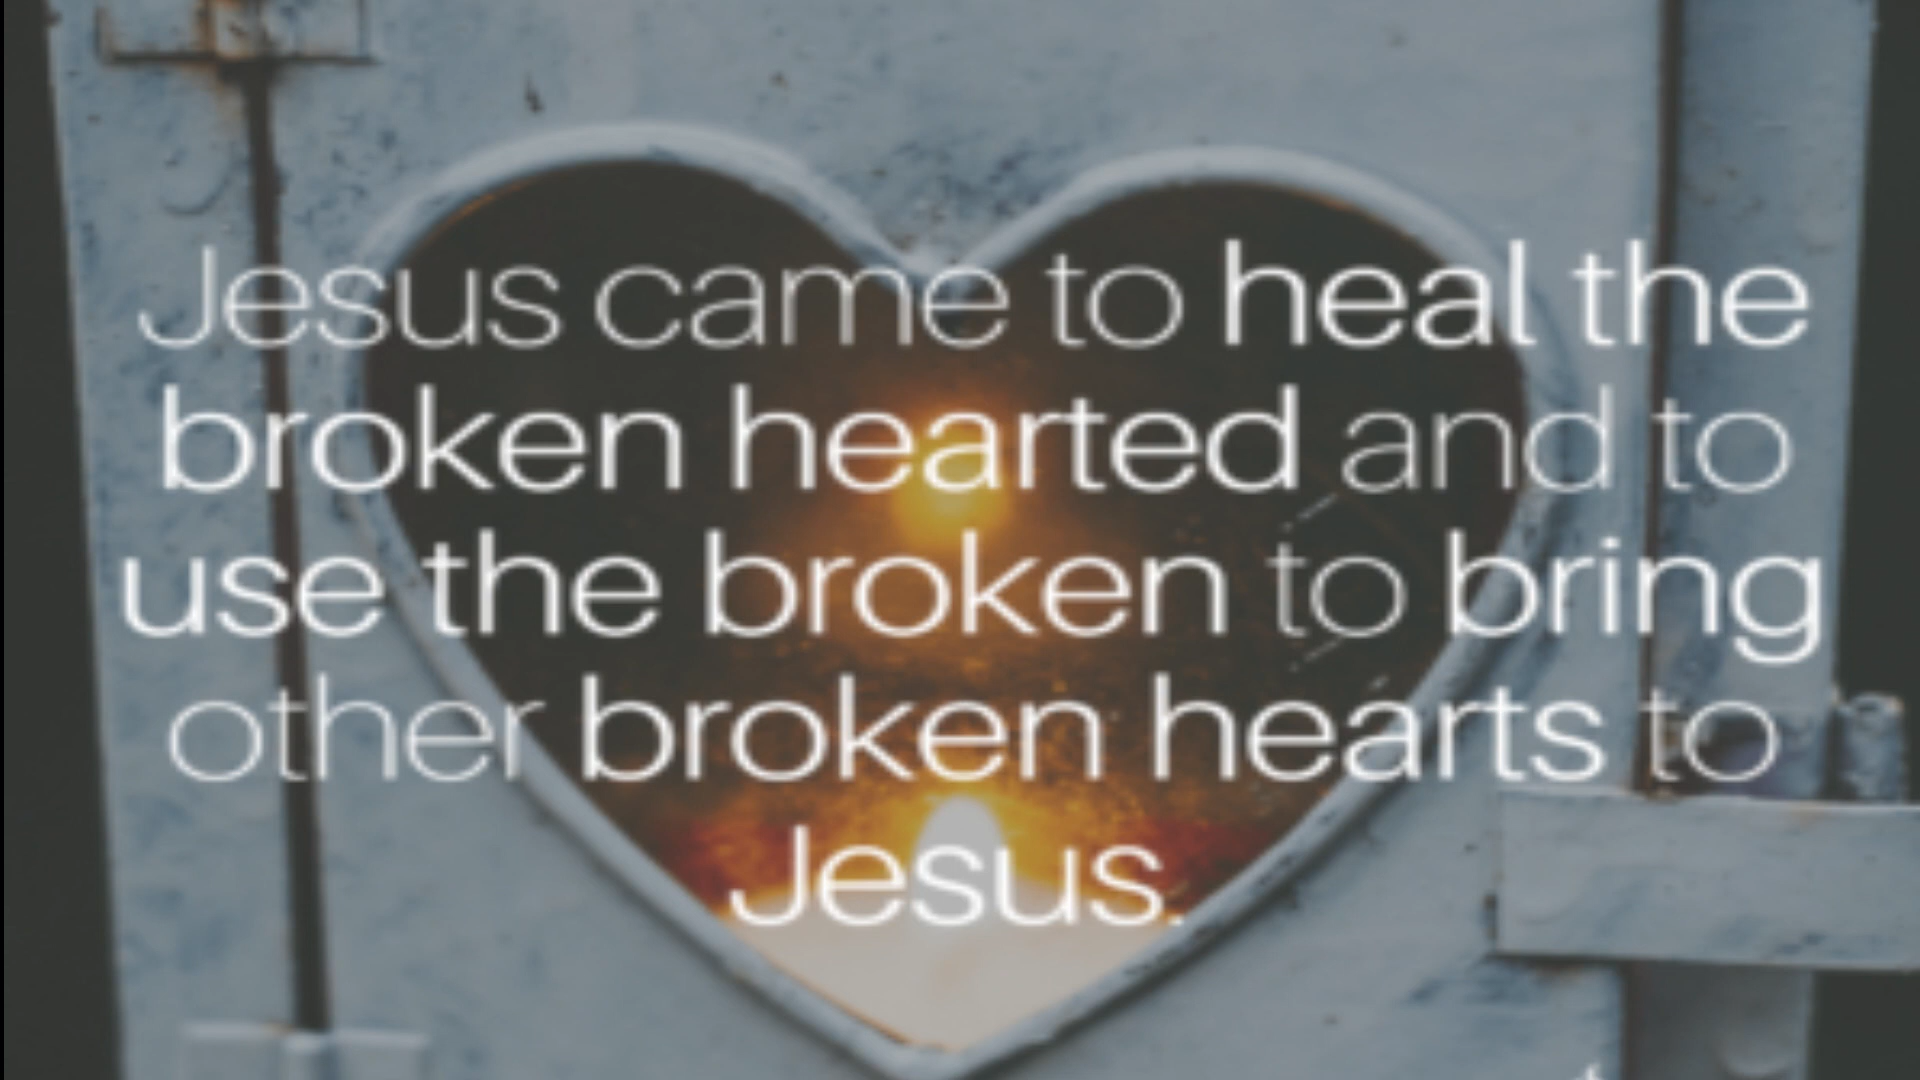 Jesus came to heal the
broken hearted and to
use the broken to bring
other broken hearts to
Jesus.